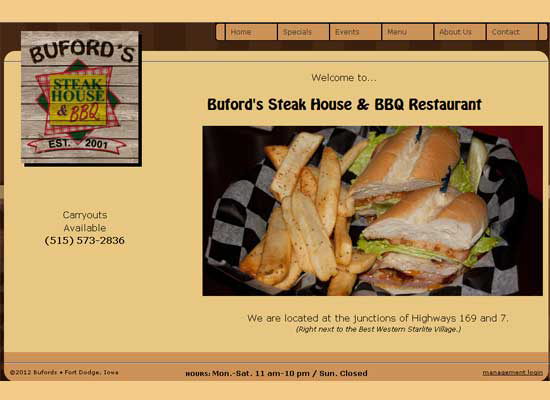 Home
Specials
Events
Menu
About Us
Contact
BUFORD'S
STEAK
HOUSE
& BBQ
EST. 2001
Welcome to...
Buford's Steak House & BBQ Restaurant
Carryouts
Available
(515) 573-2836
We are located at the junctions of Highways 169 and 7.
(Right next to the Best Western Starlite Village.)
©2012 Bufords • Fort Dodge, Iowa
HOURS: Mon.-Sat. 11 am-10 pm / Sun. Closed
management login